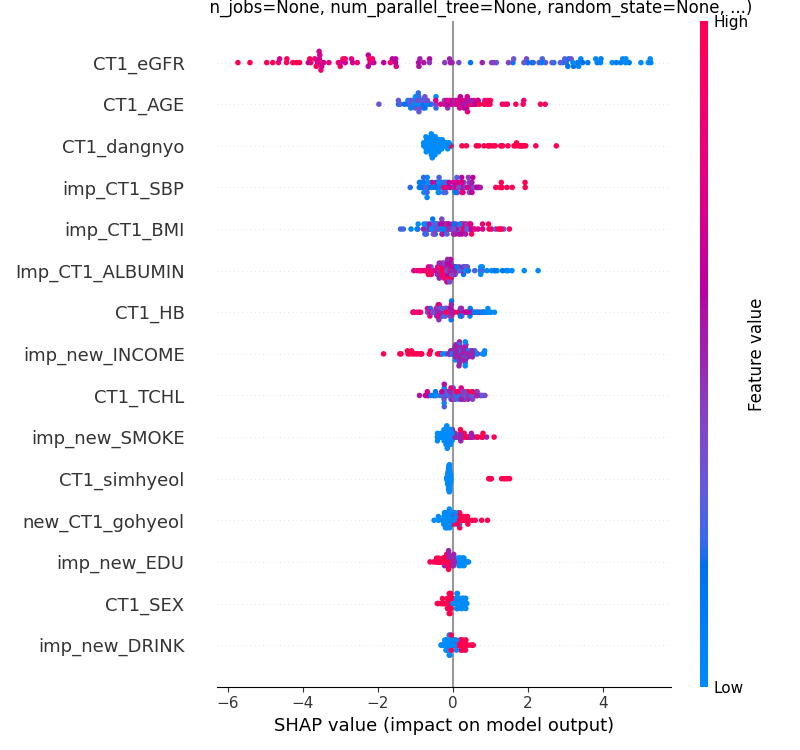 n_jobs=None, num_parallel_tree=None, random_state=None, ...)
High
CT1_eGFR
CT1_AGE
CT1_dangnyo
imp_CT1_SBP
imp_CT1_BMI
Imp_CT1_ALBUMIN
CT1_HB
imp_new_INCOME
CT1_TCHL
imp_new_SMOKE
CT1_simhyeol
new_CT1_gohyeol
imp_new_EDU
CT1_SEX
imp_new_DRINK
Feature value
Low
−6 −4 −2 0 2 4
SHAP value (impact on model output)